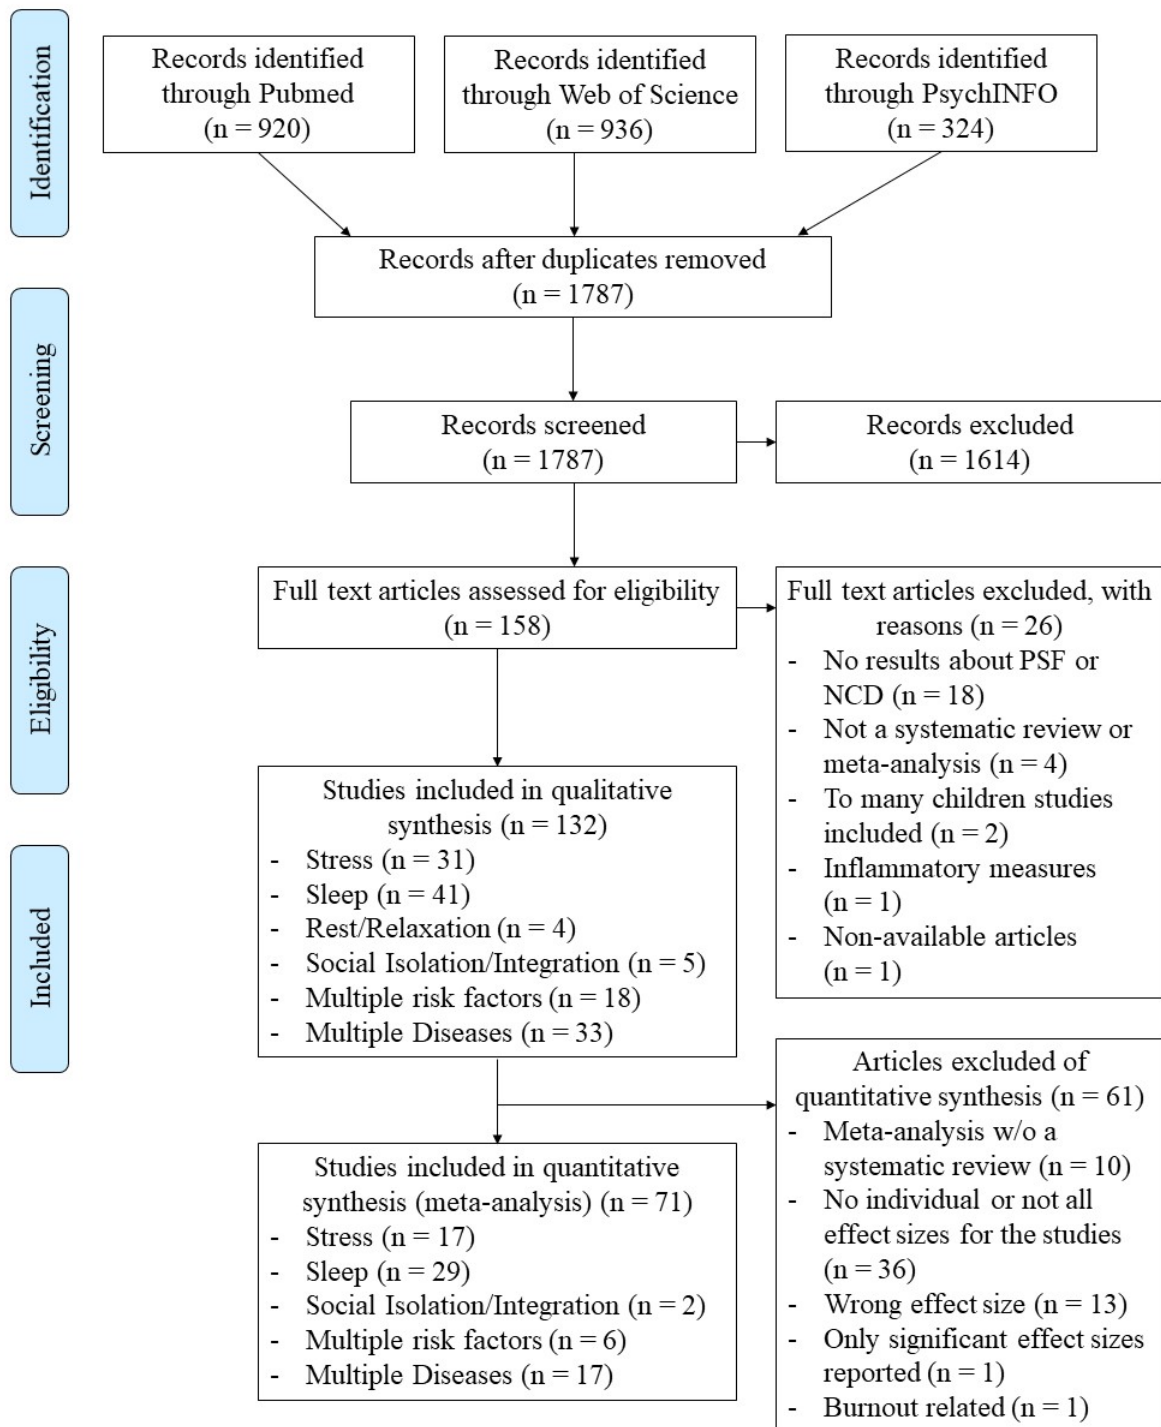 Identification
Records identified
through Pubmed
(n = 920)
Records identified
through Web of Science
(n = 936)
Records identified
through PsychINFO
(n = 324)
Records after duplicates removed
(n = 1787)
Screening
Records screened
(n = 1787)
Records excluded
(n = 1614)
Eligibility
Full text articles assessed for eligibility
(n = 158)
Full text articles excluded, with
reasons (n = 26)
- No results about PSF or
NCD (n = 18)
- Not a systematic review or
meta-analysis (n = 4)
- To many children studies
included (n = 2)
- Inflammatory measures
(n = 1)
- Non-available articles
(n = 1)
Included
Studies included in qualitative
synthesis (n = 132)
- Stress (n = 31)
- Sleep (n = 41)
- Rest/Relaxation (n = 4)
- Social Isolation/Integration (n = 5)
- Multiple risk factors (n = 18)
- Multiple Diseases (n = 33)
Articles excluded of
quantitative synthesis (n = 61)
- Meta-analysis w/o a
systematic review (n = 10)
- No individual or not all
effect sizes for the studies
(n = 36)
- Wrong effect size (n = 13)
- Only significant effect sizes
reported (n = 1)
- Burnout related (n = 1)
Studies included in quantitative
synthesis (meta-analysis) (n = 71)
- Stress (n = 17)
- Sleep (n = 29)
- Social Isolation/Integration (n = 2)
- Multiple risk factors (n = 6)
- Multiple Diseases (n = 17)